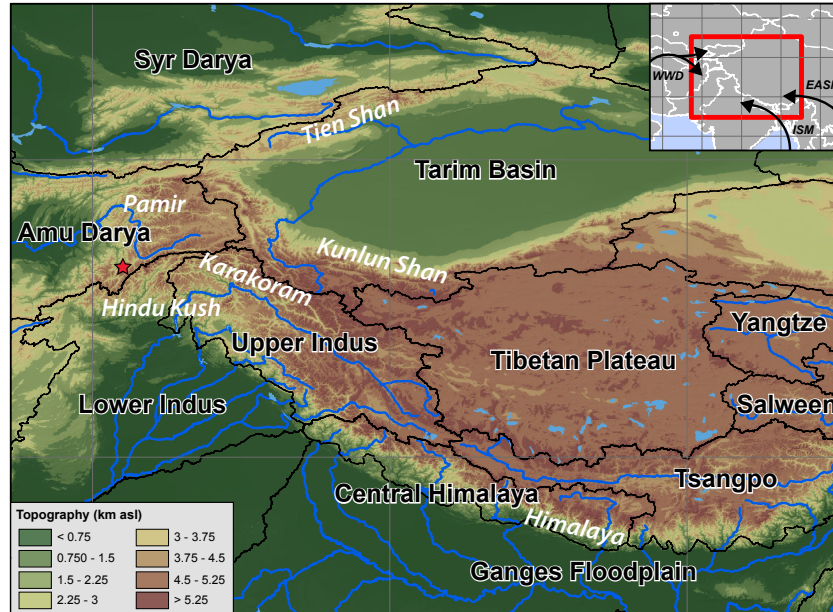 Syr Darya
WWD
EASM
ISM
Tien Shan
Tarim Basin
Pamir
Amu Darya
Kunlun Shan
Karakoram
Hindu Kush
Yangtze
Upper Indus
Tibetan Plateau
Lower Indus
Salween
Tsangpo
Central Himalaya
Himalaya
Ganges Floodplain
Topography (km asl)
< 0.75
0.750 - 1.5
1.5 - 2.25
2.25 - 3
3 - 3.75
3.75 - 4.5
4.5 - 5.25
> 5.25